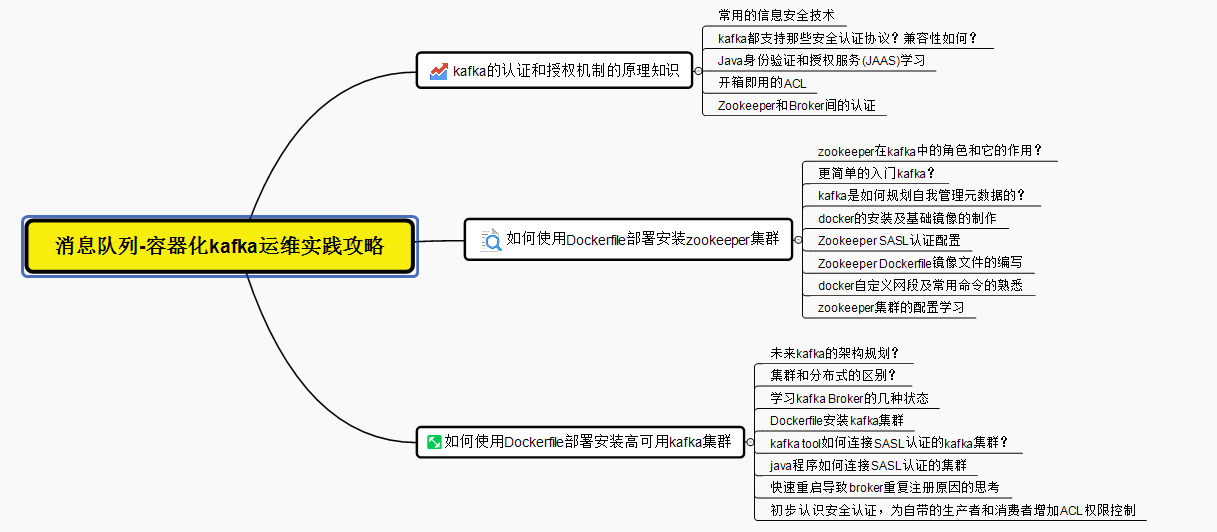 消息队列-容器化kafka运维实践攻略
kafka的认证和授权机制的原理知识
常用的信息安全技术
kafka都支持那些安全认证协议？兼容性如何？
Java身份验证和授权服务(JAAS)学习
开箱即用的ACL
Zookeeper和Broker间的认证
如何使用Dockerfile部署安装zookeeper集群
zookeeper在kafka中的角色和它的作用？
更简单的入门kafka？
kafka是如何规划自我管理元数据的？
docker的安装及基础镜像的制作
Zookeeper SASL认证配置
Zookeeper Dockerfile镜像文件的编写
docker自定义网段及常用命令的熟悉
zookeeper集群的配置学习
如何使用Dockerfile部署安装高可用kafka集群
未来kafka的架构规划？
集群和分布式的区别？
学习kafka Broker的几种状态
Dockerfile安装kafka集群
kafka tool如何连接SASL认证的kafka集群？
java程序如何连接SASL认证的集群
快速重启导致broker重复注册原因的思考
初步认识安全认证，为自带的生产者和消费者增加ACL权限控制